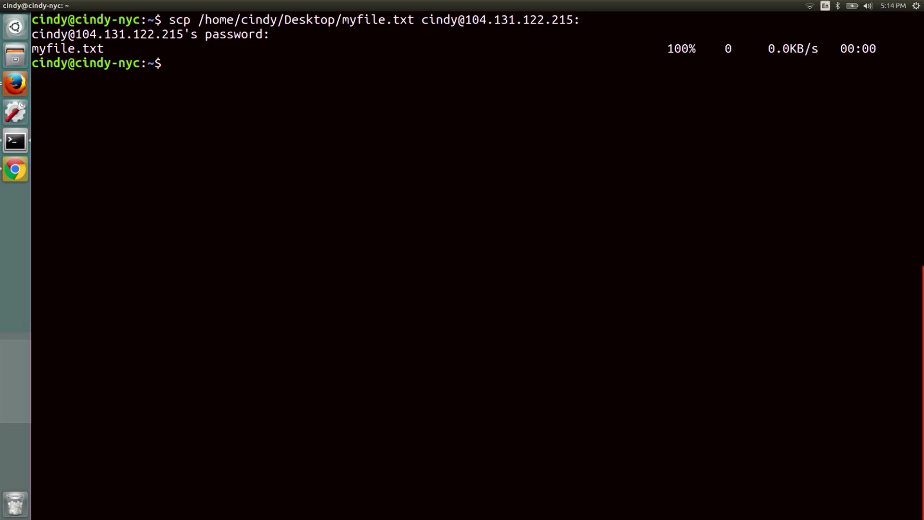 cindy@cindy-nyc: ~
En
5:14 PM
cindy@cindy-nyc:~$ scp /home/cindy/Desktop/myfile.txt cindy@104.131.122.215:
cindy@104.131.122.215's password:
myfile.txt 100% 0 0.0KB/s 00:00
cindy@cindy-nyc:~$